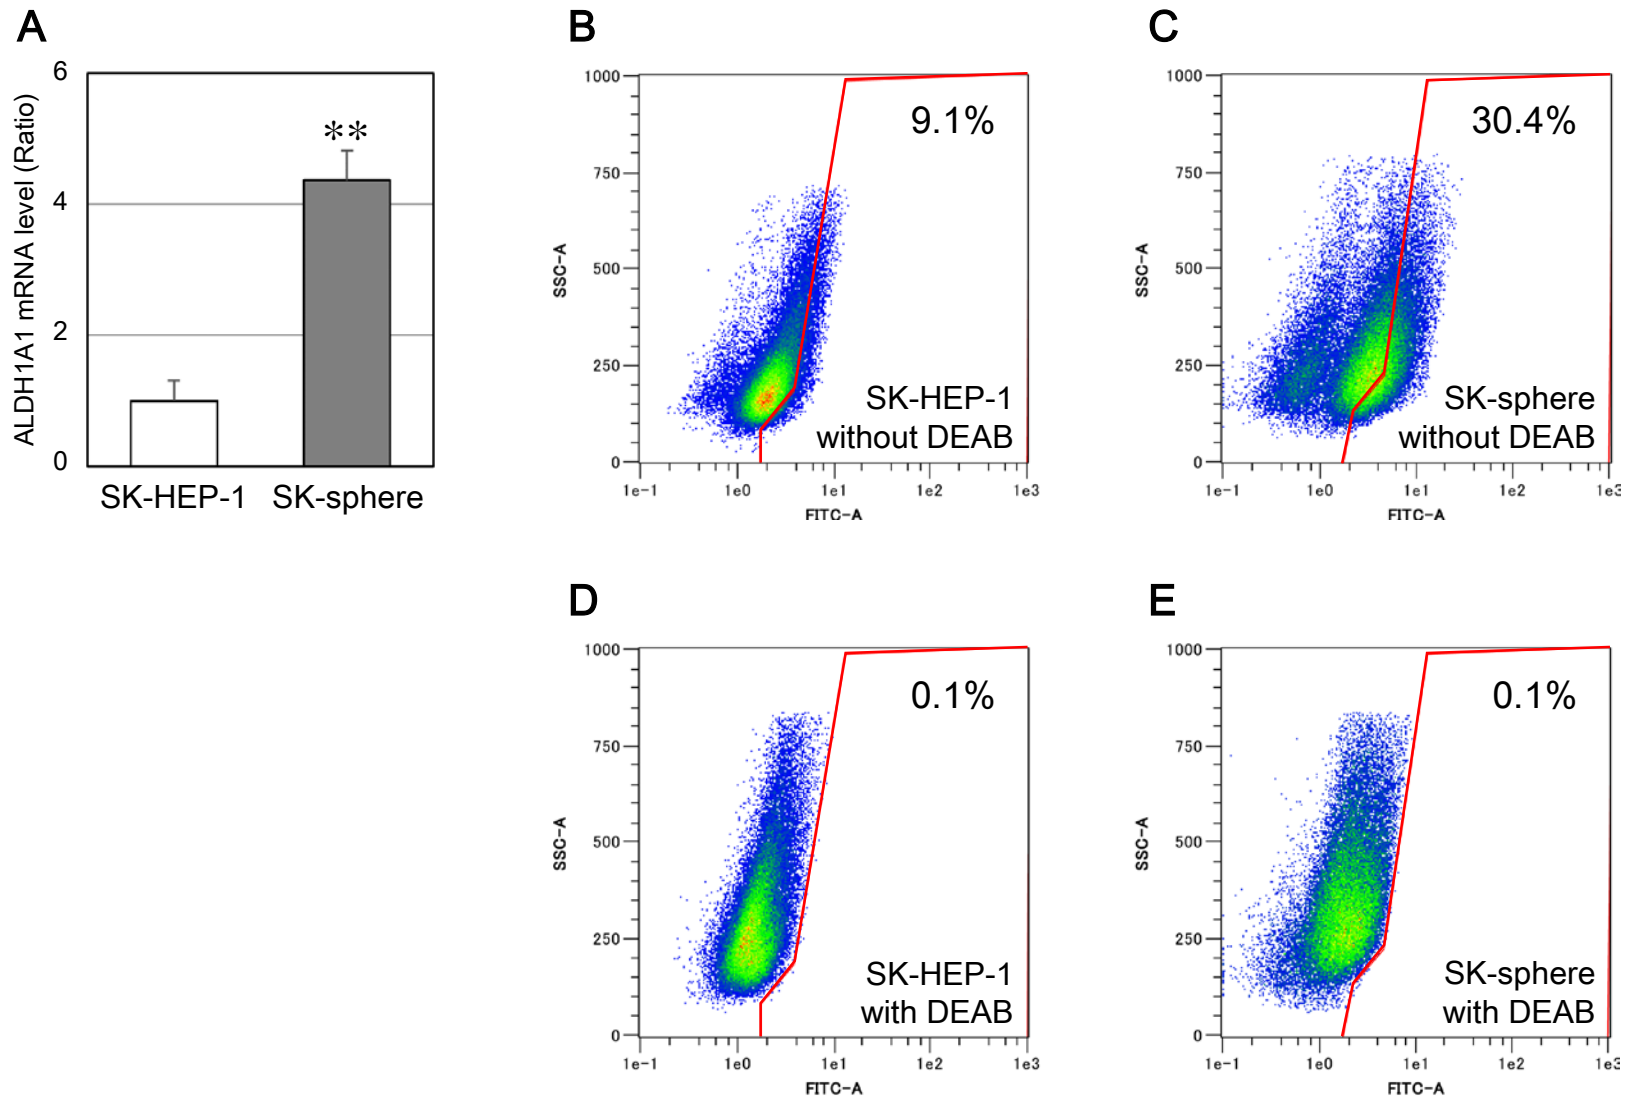 A
ALDH1A1 mRNA level (Ratio)
6
4
2
0
**
SK-HEP-1 SK-sphere
B
1000
750
500
250
0
SSC-A
9.1%
SK-HEP-1
without DEAB
1e-1 1e0 1e1 1e2 1e3
FITC-A
C
1000
750
500
250
0
SSC-A
30.4%
SK-sphere
without DEAB
1e-1 1e0 1e1 1e2 1e3
FITC-A
D
1000
750
500
250
0
SSC-A
0.1%
SK-HEP-1
with DEAB
1e-1 1e0 1e1 1e2 1e3
FITC-A
E
1000
750
500
250
0
SSC-A
0.1%
SK-sphere
with DEAB
1e-1 1e0 1e1 1e2 1e3
FITC-A